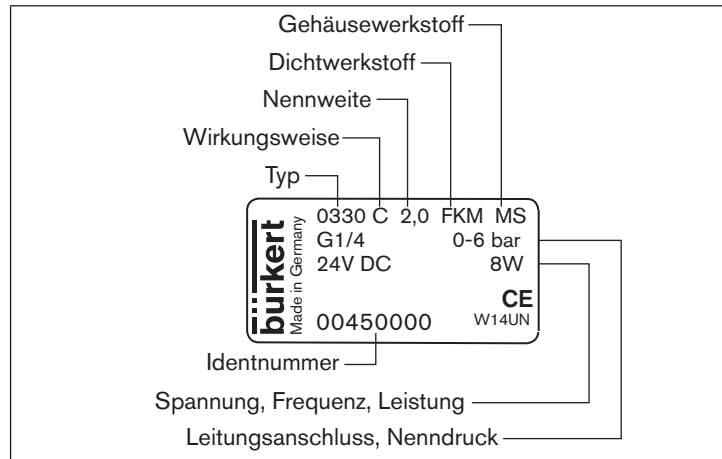 Gehäusewerkstoff
Dichtwerkstoff
Nennweite
Wirkungsweise
Typ
bürkert
Made in Germany
0330 C 2,0 FKM MS
G1/4 0-6 bar
24V DC 8W
CE
00450000 W14UN
Identnummer
Spannung, Frequenz, Leistung
Leitungsanschluss, Nenndruck